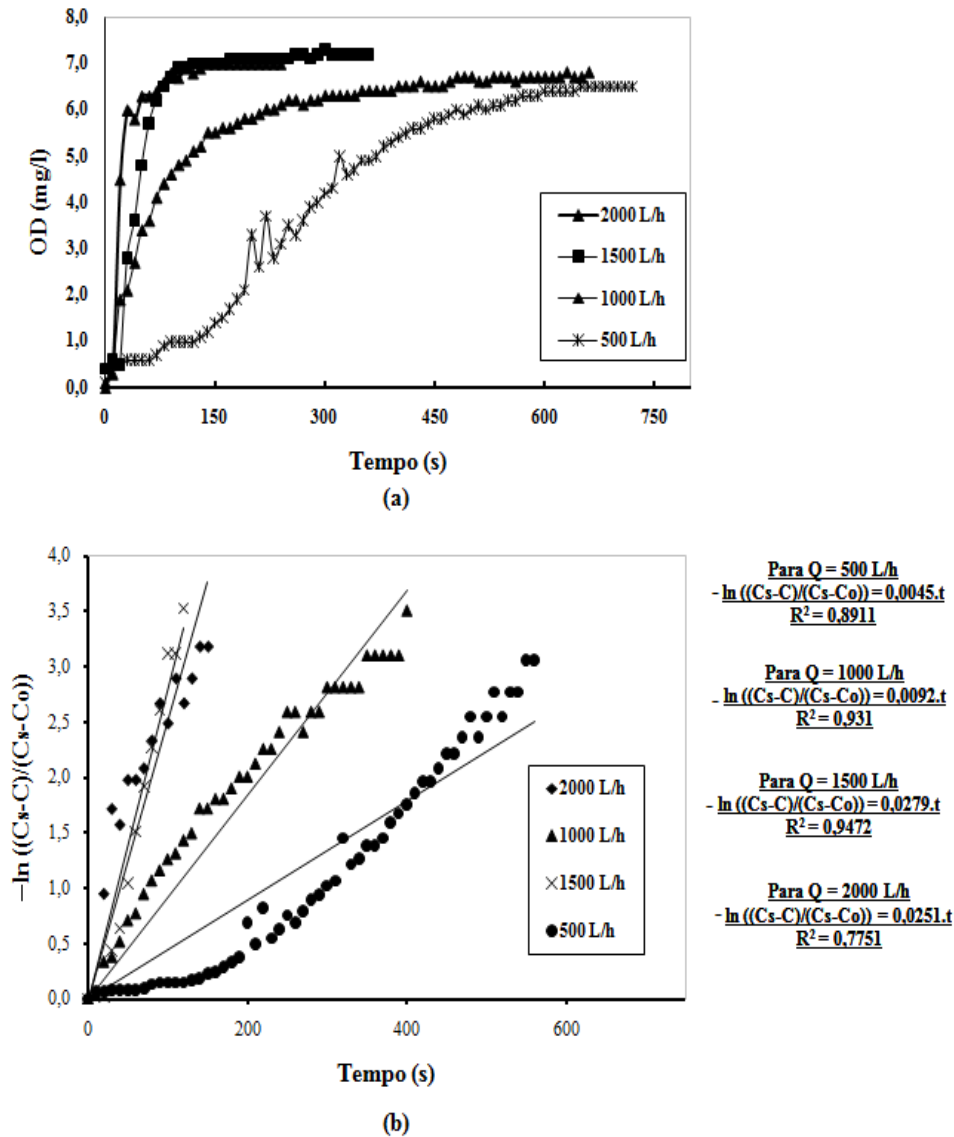 8,0
7,0
6,0
5,0
4,0
3,0
2,0
1,0
0,0
OD (mg/l)
2000 L/h
1500 L/h
1000 L/h
500 L/h
0 150 300 450 600 750
Tempo (s)
(a)
4,0
3,5
3,0
2,5
2,0
1,5
1,0
0,5
0,0
–ln ((Cs-C)/(Cs-Co))
2000 L/h
1000 L/h
1500 L/h
500 L/h
0 200 400 600
Tempo (s)
(b)
Para Q = 500 L/h
- ln ((Cs-C)/(Cs-Co)) = 0,0045.t
R² = 0,8911
Para Q = 1000 L/h
- ln ((Cs-C)/(Cs-Co)) = 0,0092.t
R² = 0,931
Para Q = 1500 L/h
- ln ((Cs-C)/(Cs-Co)) = 0,0279.t
R² = 0,9472
Para Q = 2000 L/h
- ln ((Cs-C)/(Cs-Co)) = 0,0251.t
R² = 0,7751